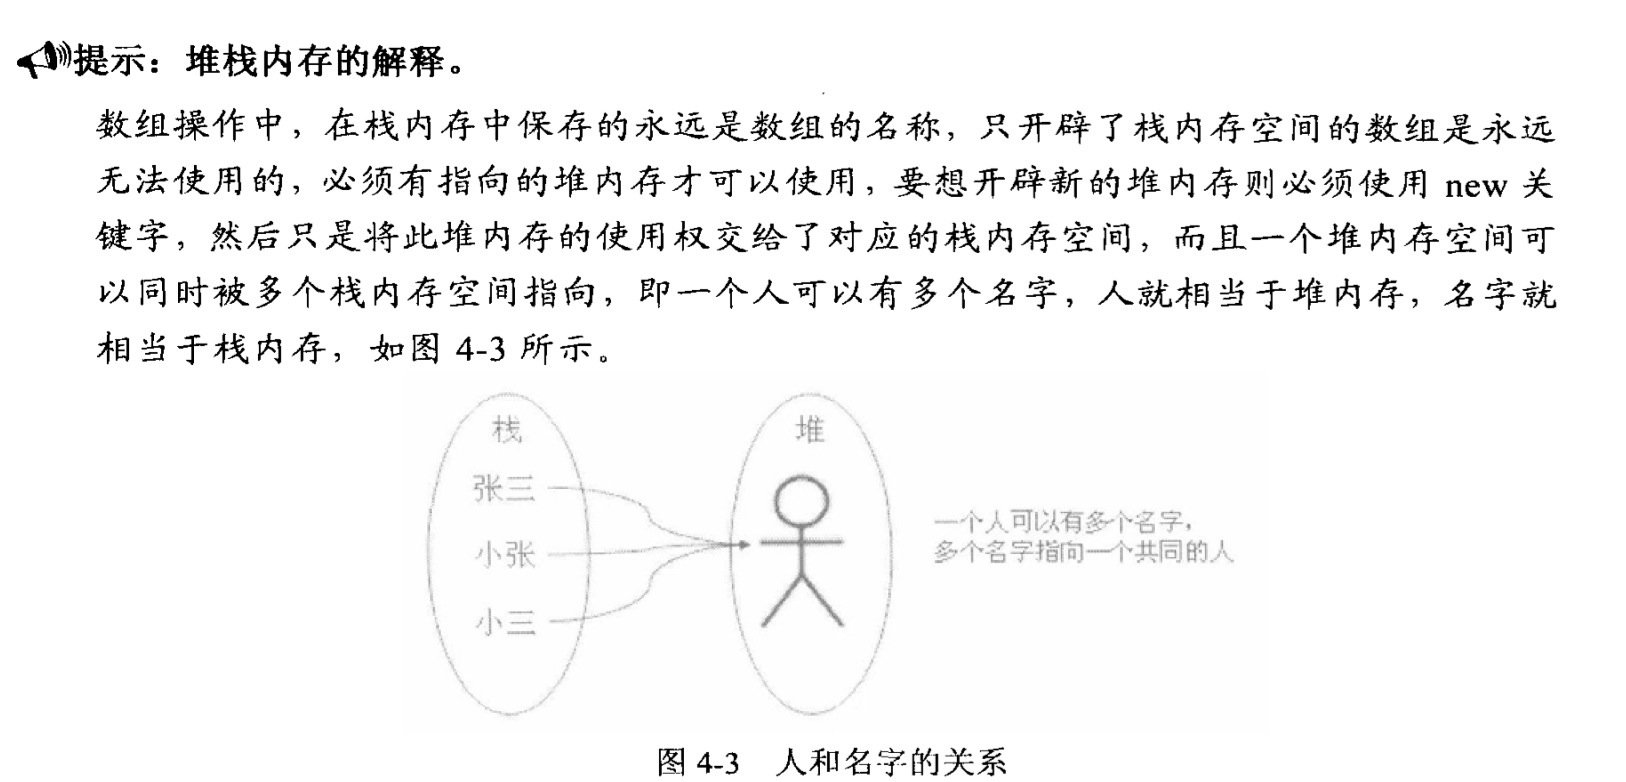 提示：堆栈内存的解释。
数组操作中，在栈内存中保存的永远是数组的名称，只开辟了栈内存空间的数组是永远
无法使用的，必须有指向的堆内存才可以使用，要想开辟新的堆内存则必须使用 new 关
键字，然后只是将此堆内存的使用权交给了对应的栈内存空间，而且一个堆内存空间可
以同时被多个栈内存空间指向，即一个人可以有多个名字，人就相当于堆内存，名字就
相当于栈内存，如图 4-3 所示。
栈
堆
张三
小张
小三
一个人可以有多个名字，
多个名字指向一个共同的人
图 4-3 人和名字的关系